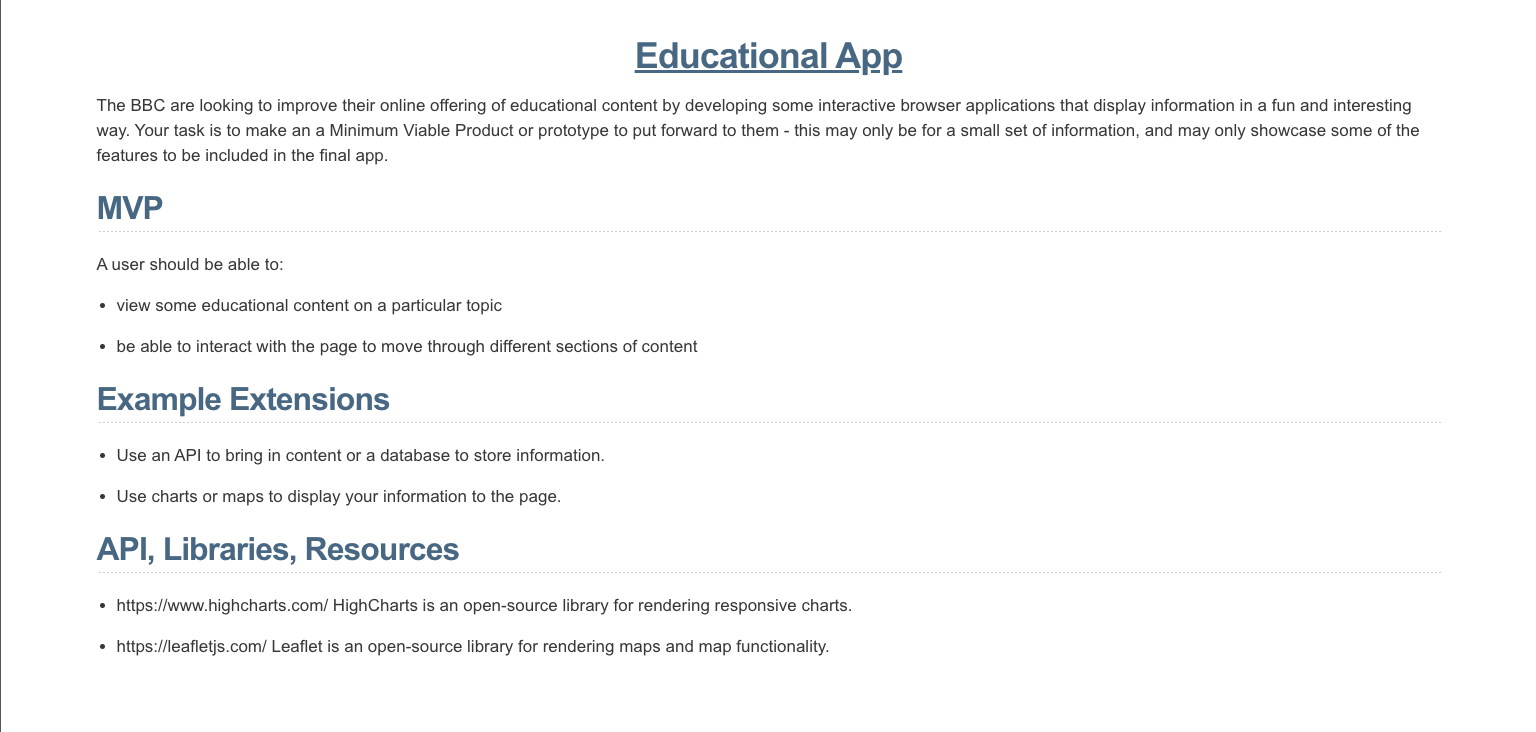 Educational App
The BBC are looking to improve their online offering of educational content by developing some interactive browser applications that display information in a fun and interesting
way. Your task is to make an a Minimum Viable Product or prototype to put forward to them - this may only be for a small set of information, and may only showcase some of the
features to be included in the final app.
MVP
A user should be able to:
• view some educational content on a particular topic
• be able to interact with the page to move through different sections of content
Example Extensions
• Use an API to bring in content or a database to store information.
• Use charts or maps to display your information to the page.
API, Libraries, Resources
• https://www.highcharts.com/ HighCharts is an open-source library for rendering responsive charts.
• https://leafletjs.com/ Leaflet is an open-source library for rendering maps and map functionality.